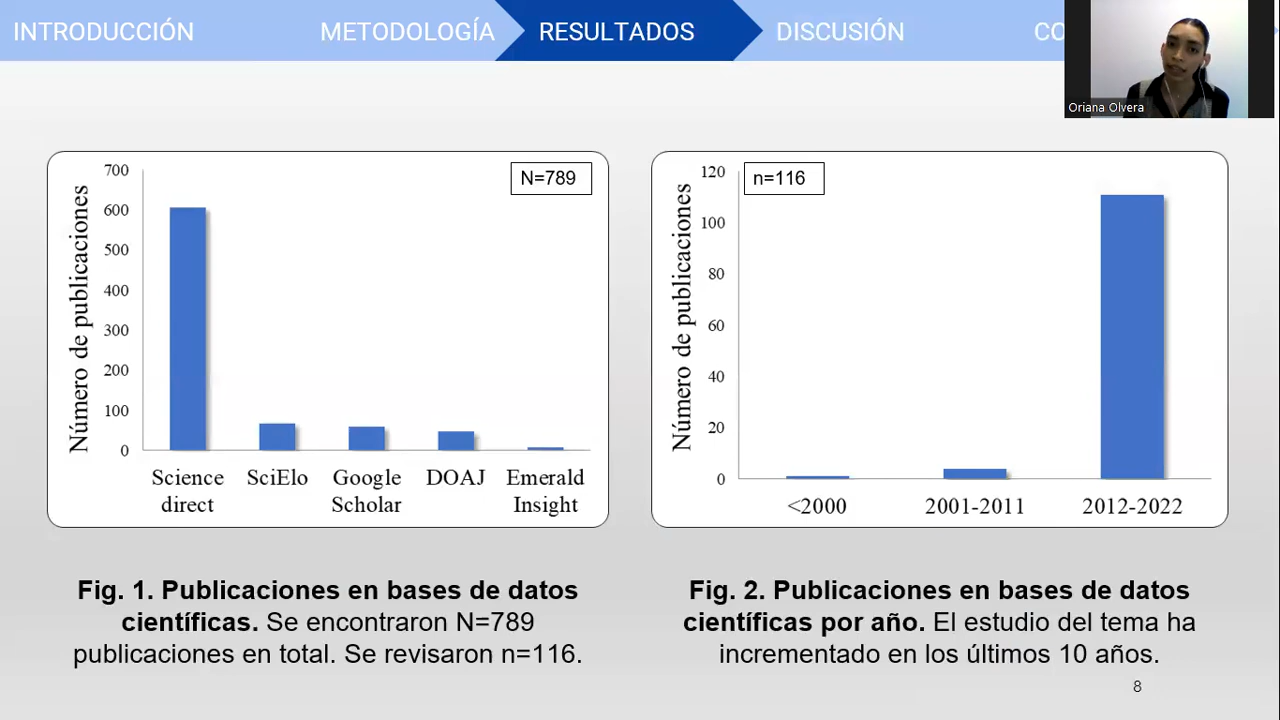 INTRODUCCIÓN
METODOLOGÍA
RESULTADOS
DISCUSIÓN
CO
Oriana Olvera
Número de publicaciones
700
600
500
400
300
200
100
0
N=789
Science direct
SciElo
Google Scholar
DOAJ
Emerald Insight
Número de publicaciones
120
100
80
60
40
20
0
n=116
<2000
2001-2011
2012-2022
Fig. 1. Publicaciones en bases de datos
científicas. Se encontraron N=789
publicaciones en total. Se revisaron n=116.
Fig. 2. Publicaciones en bases de datos
científicas por año. El estudio del tema ha
incrementado en los últimos 10 años.
8